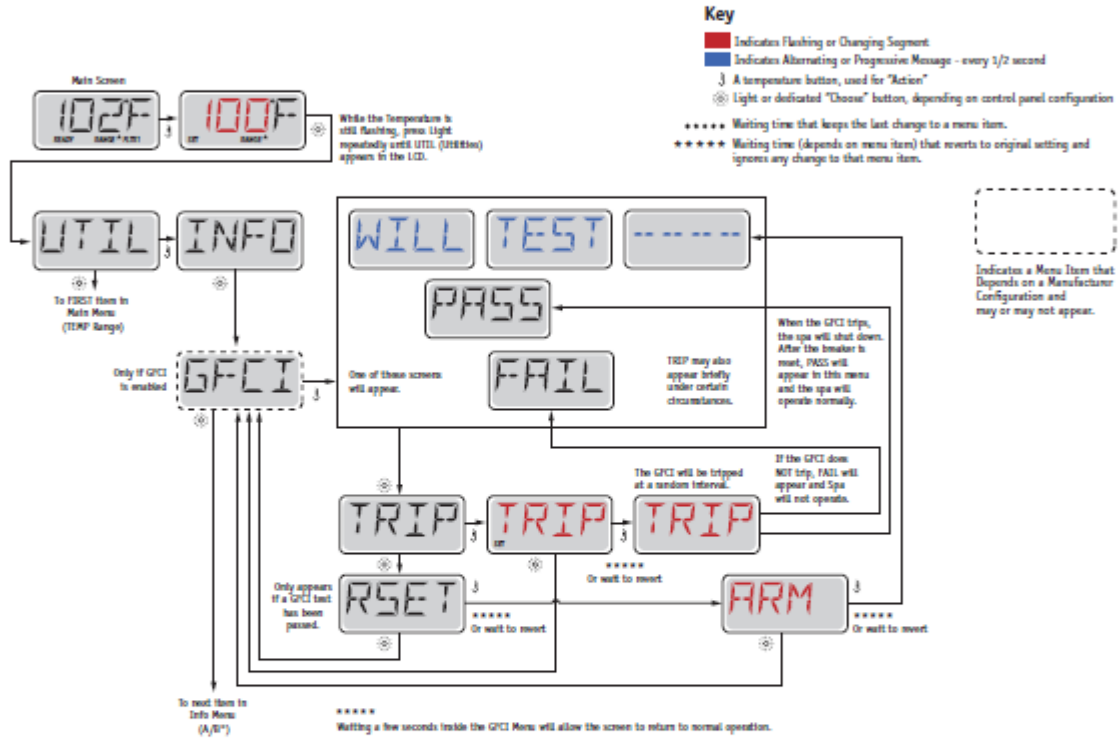 Key
Indicates Flashing or Changing Segment
Indicates Alternating or Progressive Message - every 1/2 second
A temperature button, used for "Action"
Light or dedicated "Choose" button, depending on control panel configuration
***** Waiting time that keeps the last change to a menu item.
***** Waiting time (depends on menu item) that reverts to original setting and
ignores any change to that menu item.
Main Screen
102F
READY RANGE
100F
SET RANGE
While the Temperature is
still flashing, press Light
repeatedly until UTIL (Utilities)
appears in the LCD.
UTIL
INFO
WILL
TEST
-- -- -- --
Indicates a Menu Item that
Depends on a Manufacturer
Configuration and
may or may not appear.
To FIRST Item in
Main Menu
(TEMP Range)
PASS
When the GFCI trips,
the spa will shut down.
After the breaker is
reset, PASS will
appear in this menu
and the spa will
operate normally.
Only if GFCI
is enabled
GFCI
One of these screens
will appear.
FAIL
TRIP may also
appear briefly
under certain
circumstances.
If the GFCI does
NOT trip, FAIL will
appear and Spa
will not operate.
The GFCI will be tripped
at a random interval.
TRIP
TRIP
SET
TRIP
*****
Or wait to revert
Only appears
if a GFCI test
has been
passed.
RSET
*****
Or wait to revert
ARM
*****
Or wait to revert
To next item in
Info Menu
(A/B*)
*****
Waiting a few seconds inside the GFCI Menu will allow the screen to return to normal operation.